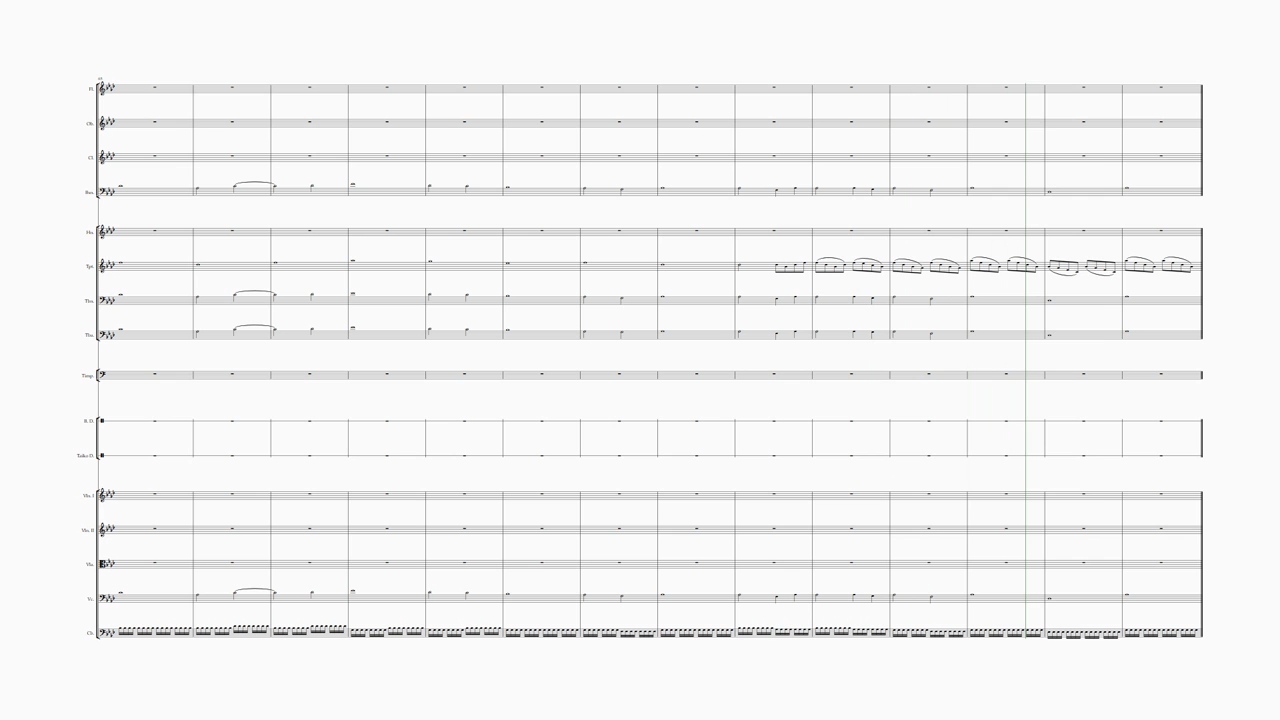 Fl.
Ob.
Cl.
Bsn.
Hn.
Tpt.
Tbn.
Tba.
Timp.
B. D.
Taiko D.
Vln. I
Vln. II
Vla.
Vc.
Cb.